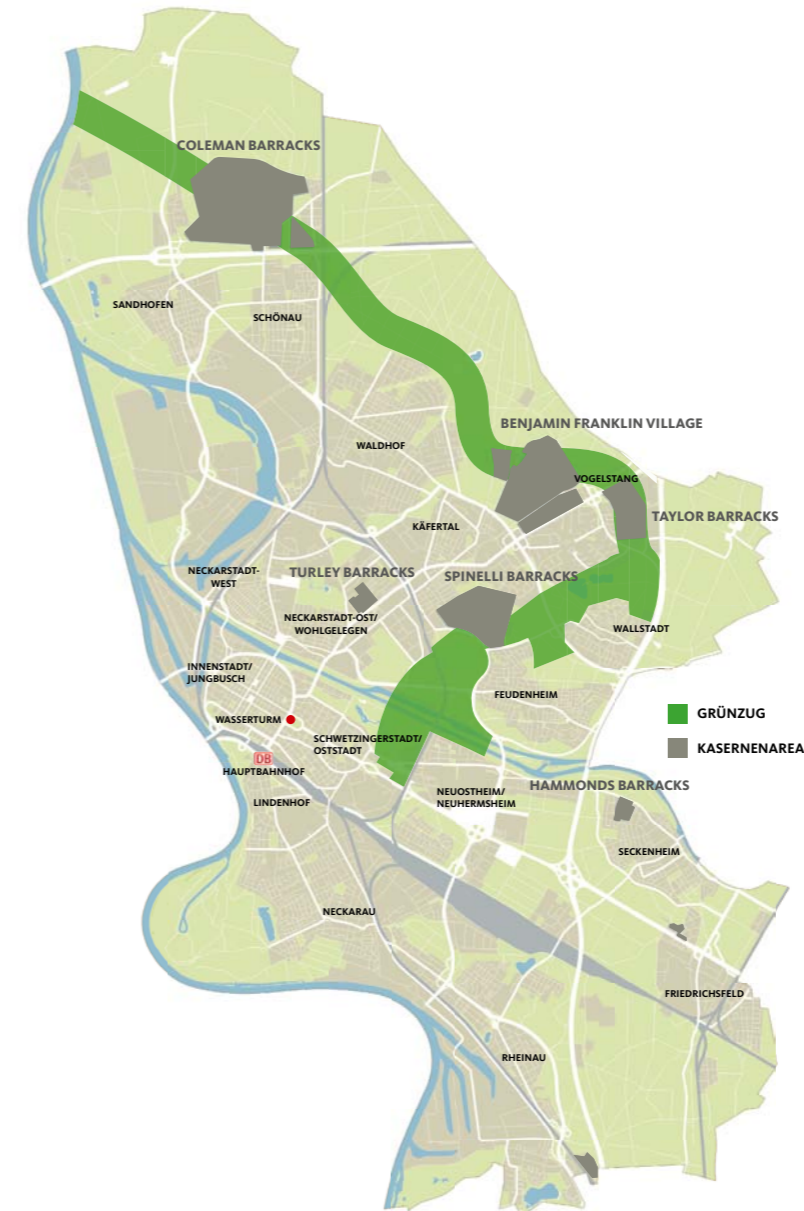 COLEMAN BARRACKS
SANDHOFEN
SCHÖNAU
BENJAMIN FRANKLIN VILLAGE
WALDHOF
VOGELSTANG
TAYLOR BARRACKS
KÄFERTAL
NECKARSTADT-
WEST
TURLEY BARRACKS
SPINELLI BARRACKS
NECKARSTADT-OST/
WOHLGELEGEN
WALLSTADT
INNENSTADT/
JUNGBUSCH
FEUDENHEIM
WASSERTURM
GRÜNZUG
SCHWETZINGERSTADT/
OSTSTADT
KASERNENAREA
DB
HAUPTBAHNHOF
HAMMONDS BARRACKS
NEUOSTHEIM/
NEUHERMSHEIM
LINDENHOF
SECKENHEIM
NECKARAU
FRIEDRICHSFELD
RHEINAU